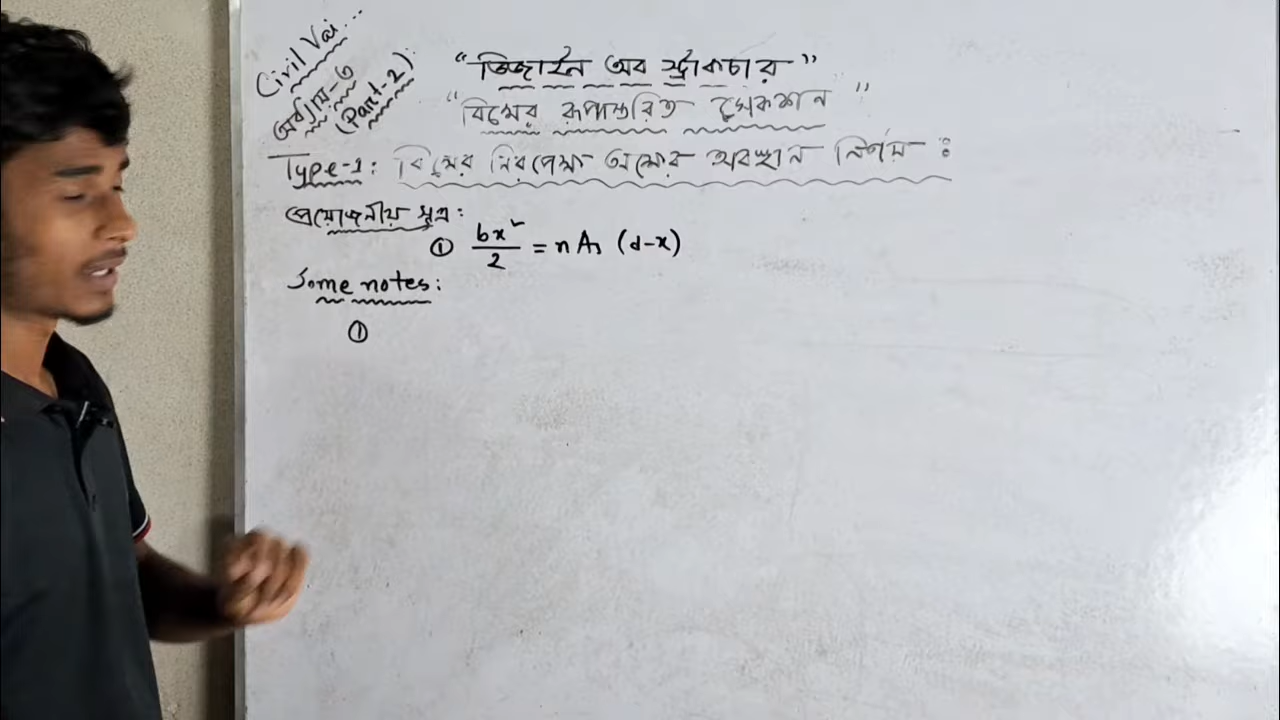 Civil Vai...
অধ্যায়-৩
(Part-2):
"ডিজাইন অব স্ট্রাকচার"
"বিমের রূপান্তরিত সেকশন"
Type-1: বিমের নিরপেক্ষ অক্ষের অবস্থান নির্ণয় :
প্রয়োজনীয় সূত্র:
① bx²/2 = nAs (d-x)
Some notes:
①